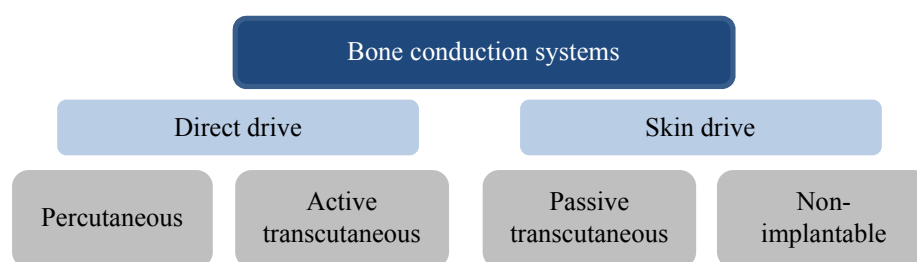 Bone conduction systems
Direct drive
Skin drive
Percutaneous
Active
transcutaneous
Passive
transcutaneous
Non-
implantable